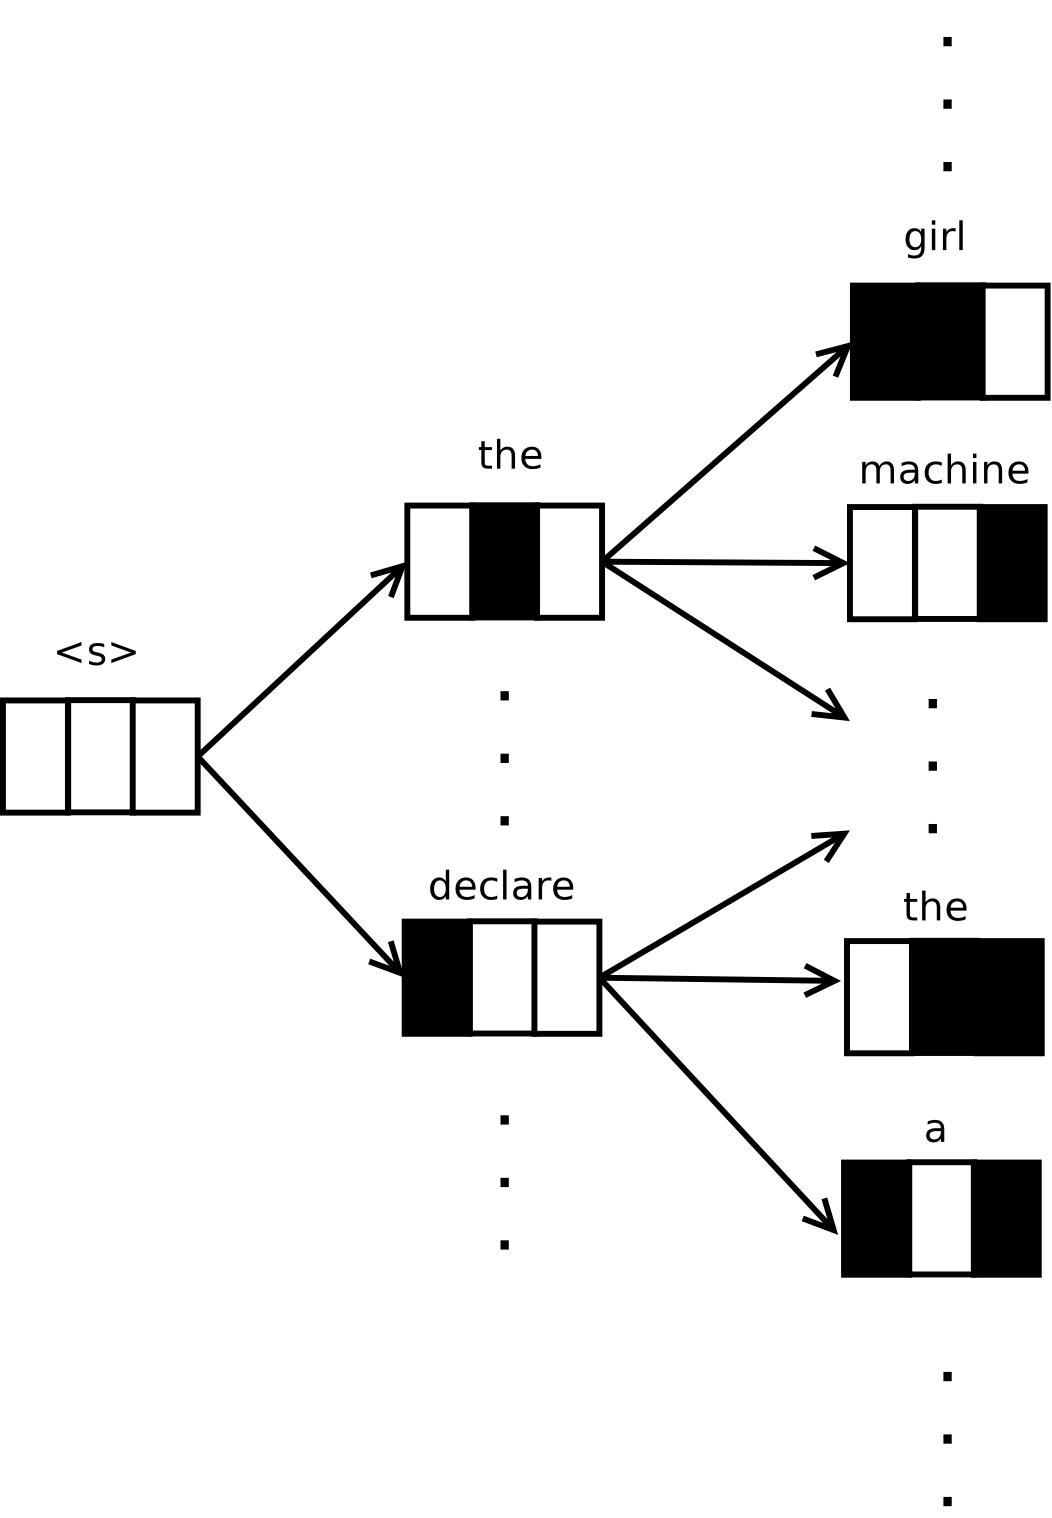 <s>
the
declare
girl
machine
the
a